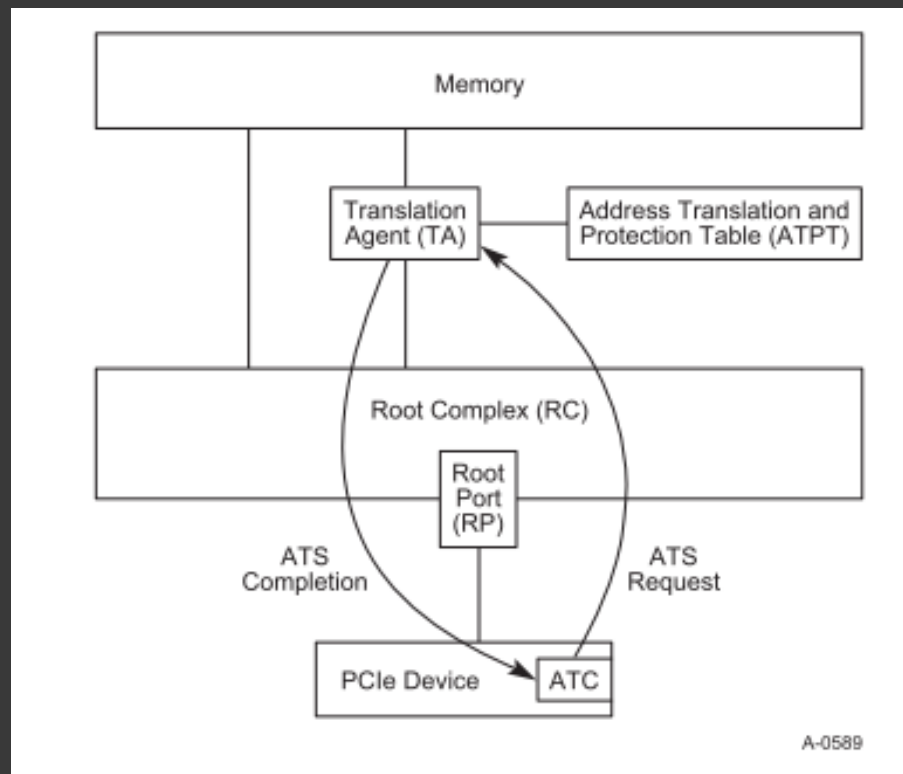 Memory
Translation
Agent (TA)
Address Translation and
Protection Table (ATPT)
Root Complex (RC)
Root
Port
(RP)
ATS
Completion
ATS
Request
PCIe Device
ATC
A-0589